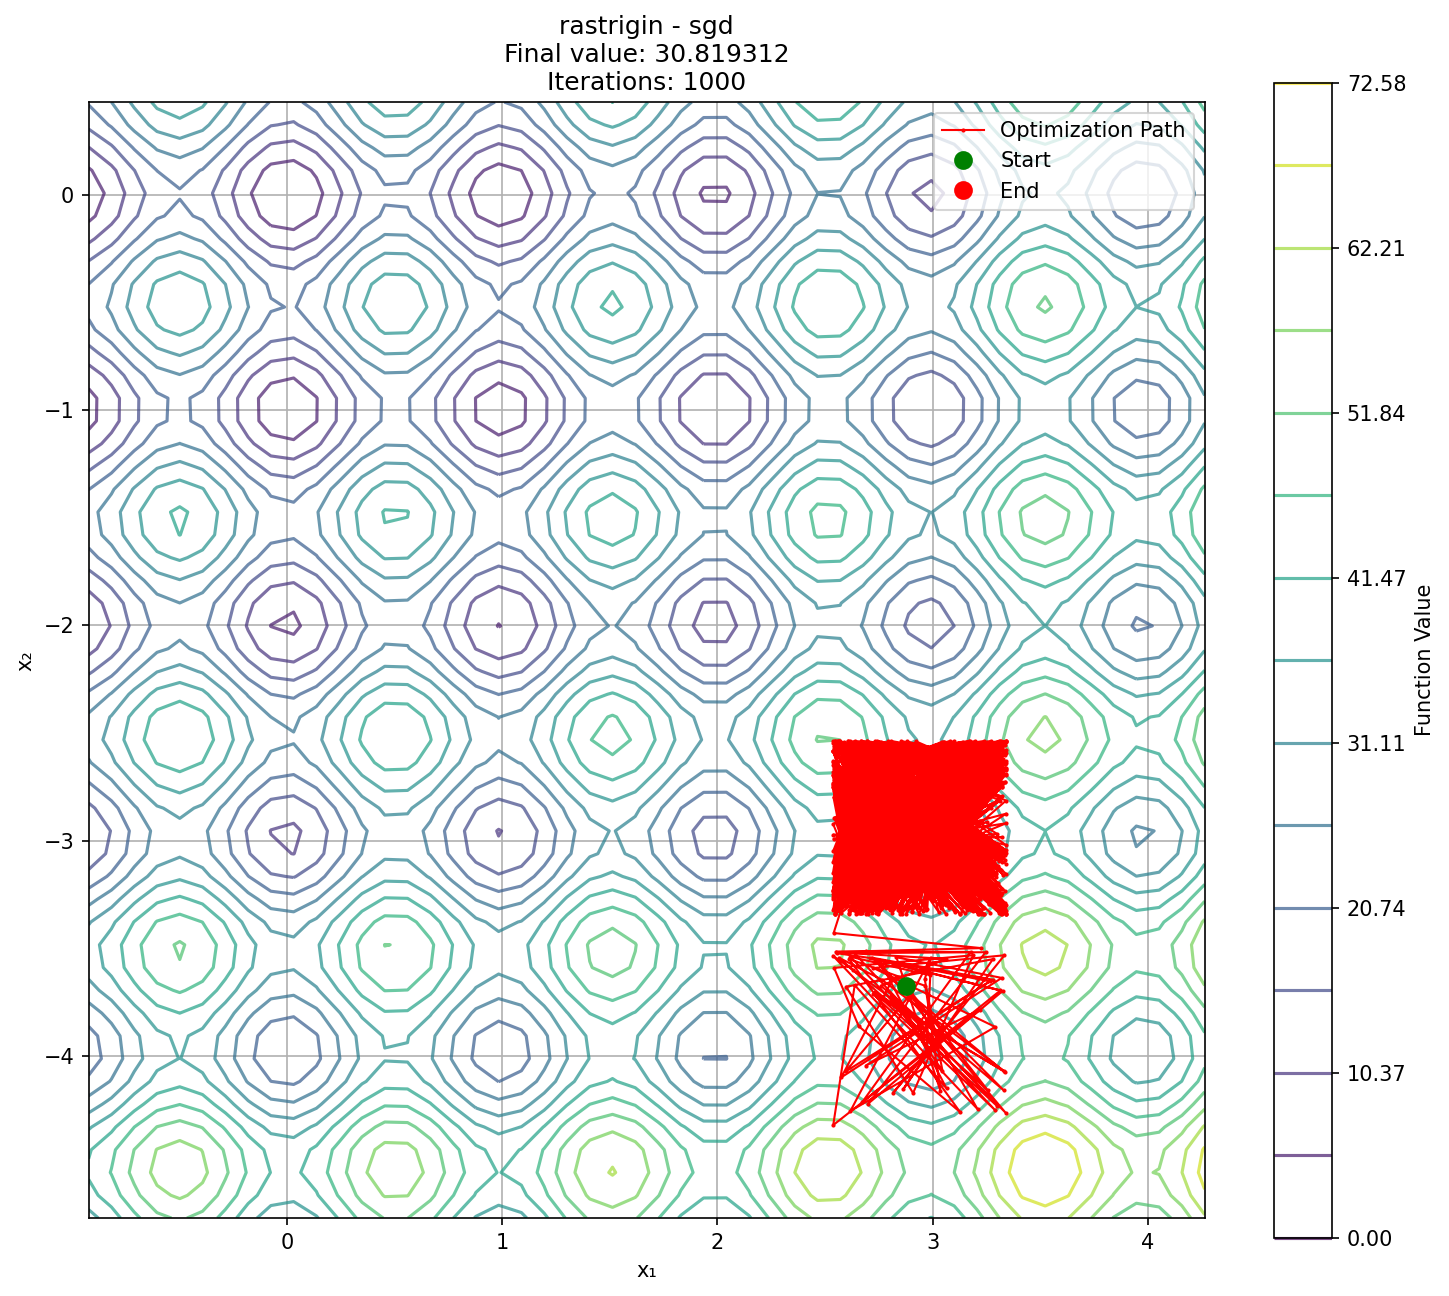 rastrigin - sgd
Final value: 30.819312
Iterations: 1000
Optimization Path
Start
End
0
−1
−2
−3
−4
x₂
0
1
2
3
4
x₁
72.58
62.21
51.84
41.47
31.11
20.74
10.37
0.00
Function Value